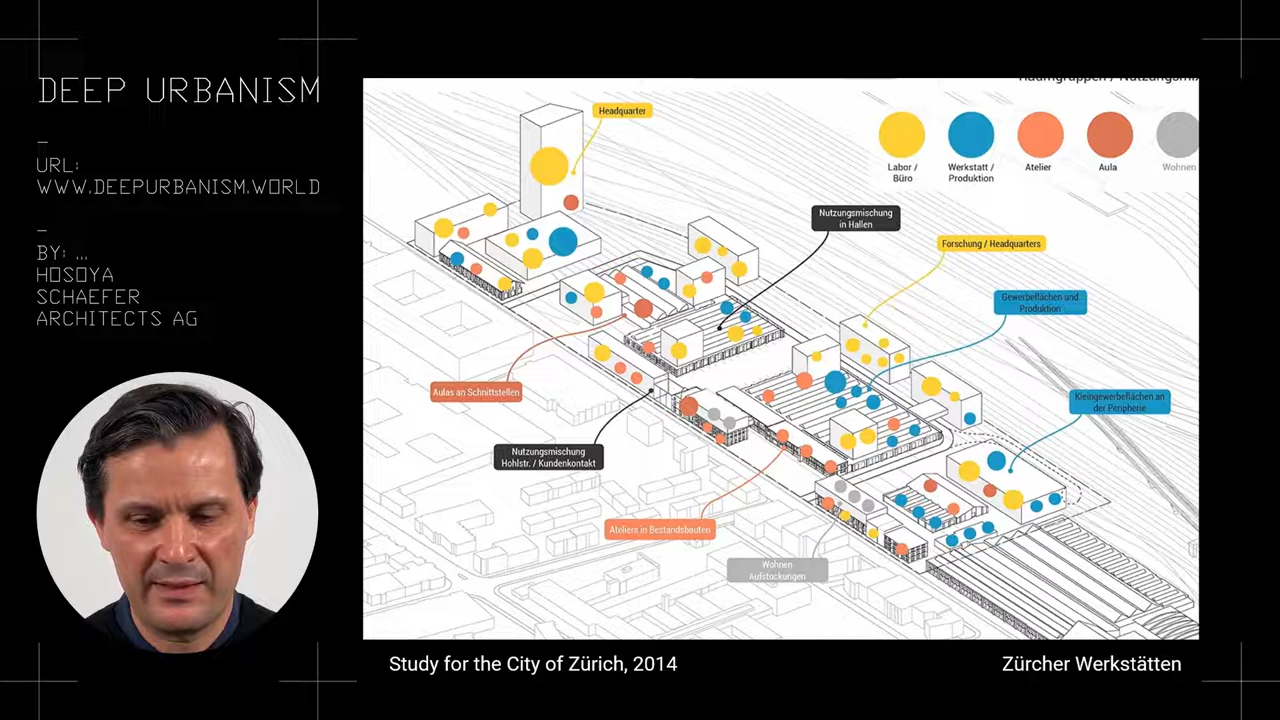 DEEP URBANISM
–
URL:
WWW.DEEPURBANISM.WORLD
–
BY: ...
HOSOYA
SCHAEFER
ARCHITECTS AG
Raumgruppen / Nutzungsmix
Labor /
Büro
Werkstatt /
Produktion
Atelier
Aula
Wohnen
Headquarter
Nutzungsmischung
in Hallen
Forschung / Headquarters
Gewerbeflächen und
Produktion
Aulas an Schnittstellen
Kleingewerbeflächen an
der Peripherie
Nutzungsmischung
Hohlstr. / Kundenkontakt
Ateliers in Bestandsbauten
Wohnen
Aufstockungen
Study for the City of Zürich, 2014
Zürcher Werkstätten